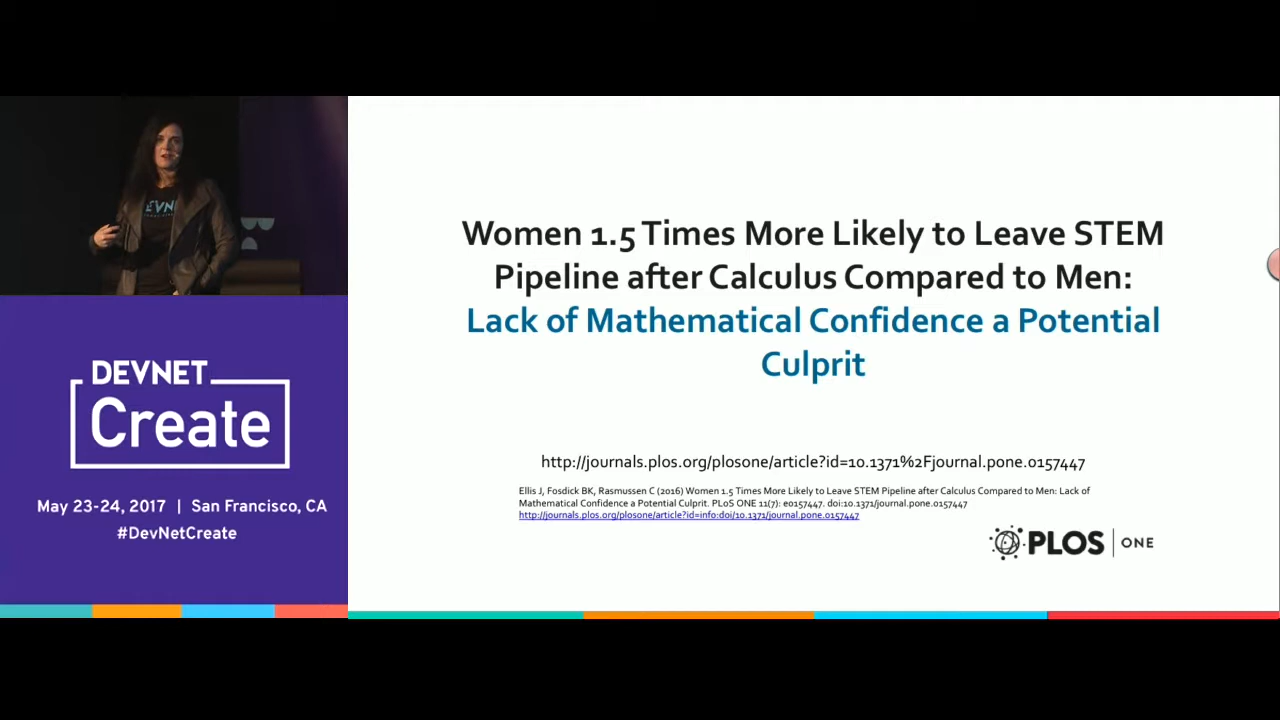 DEVNET
Create
May 23-24, 2017 | San Francisco, CA
#DevNetCreate
Women 1.5 Times More Likely to Leave STEM
Pipeline after Calculus Compared to Men:
Lack of Mathematical Confidence a Potential
Culprit
http://journals.plos.org/plosone/article?id=10.1371%2Fjournal.pone.0157447
Ellis J, Fosdick BK, Rasmussen C (2016) Women 1.5 Times More Likely to Leave STEM Pipeline after Calculus Compared to Men: Lack of
Mathematical Confidence a Potential Culprit. PLoS ONE 11(7): e0157447. doi:10.1371/journal.pone.0157447
http://journals.plos.org/plosone/article?id=info:doi/10.1371/journal.pone.0157447
PLOS | ONE